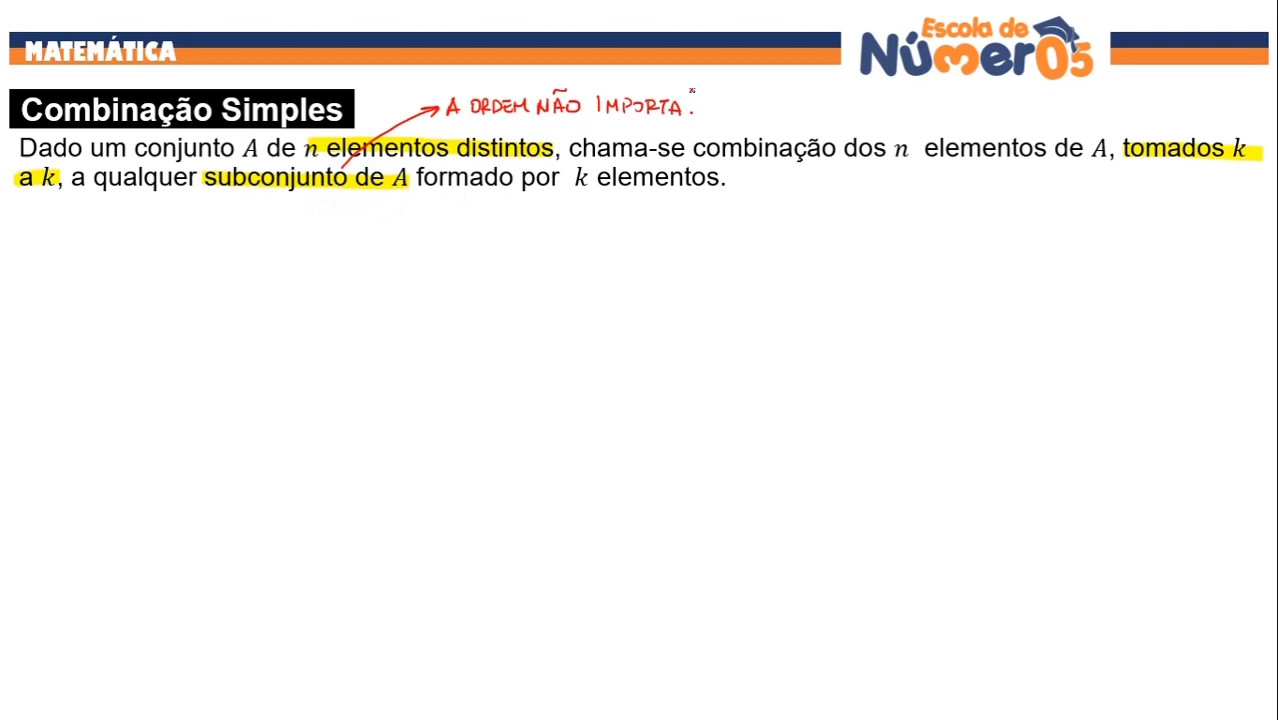 MATEMÁTICA
Escola de
Númer05
Combinação Simples
A ORDEM NÃO IMPORTA.
Dado um conjunto A de n elementos distintos, chama-se combinação dos n elementos de A, tomados k
a k, a qualquer subconjunto de A formado por k elementos.